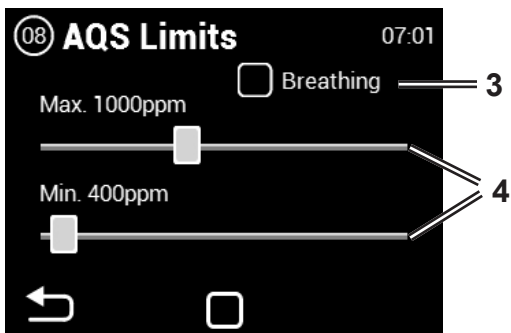 08 AQS Limits 07:01
Breathing 3
Max. 1000ppm
4
Min. 400ppm